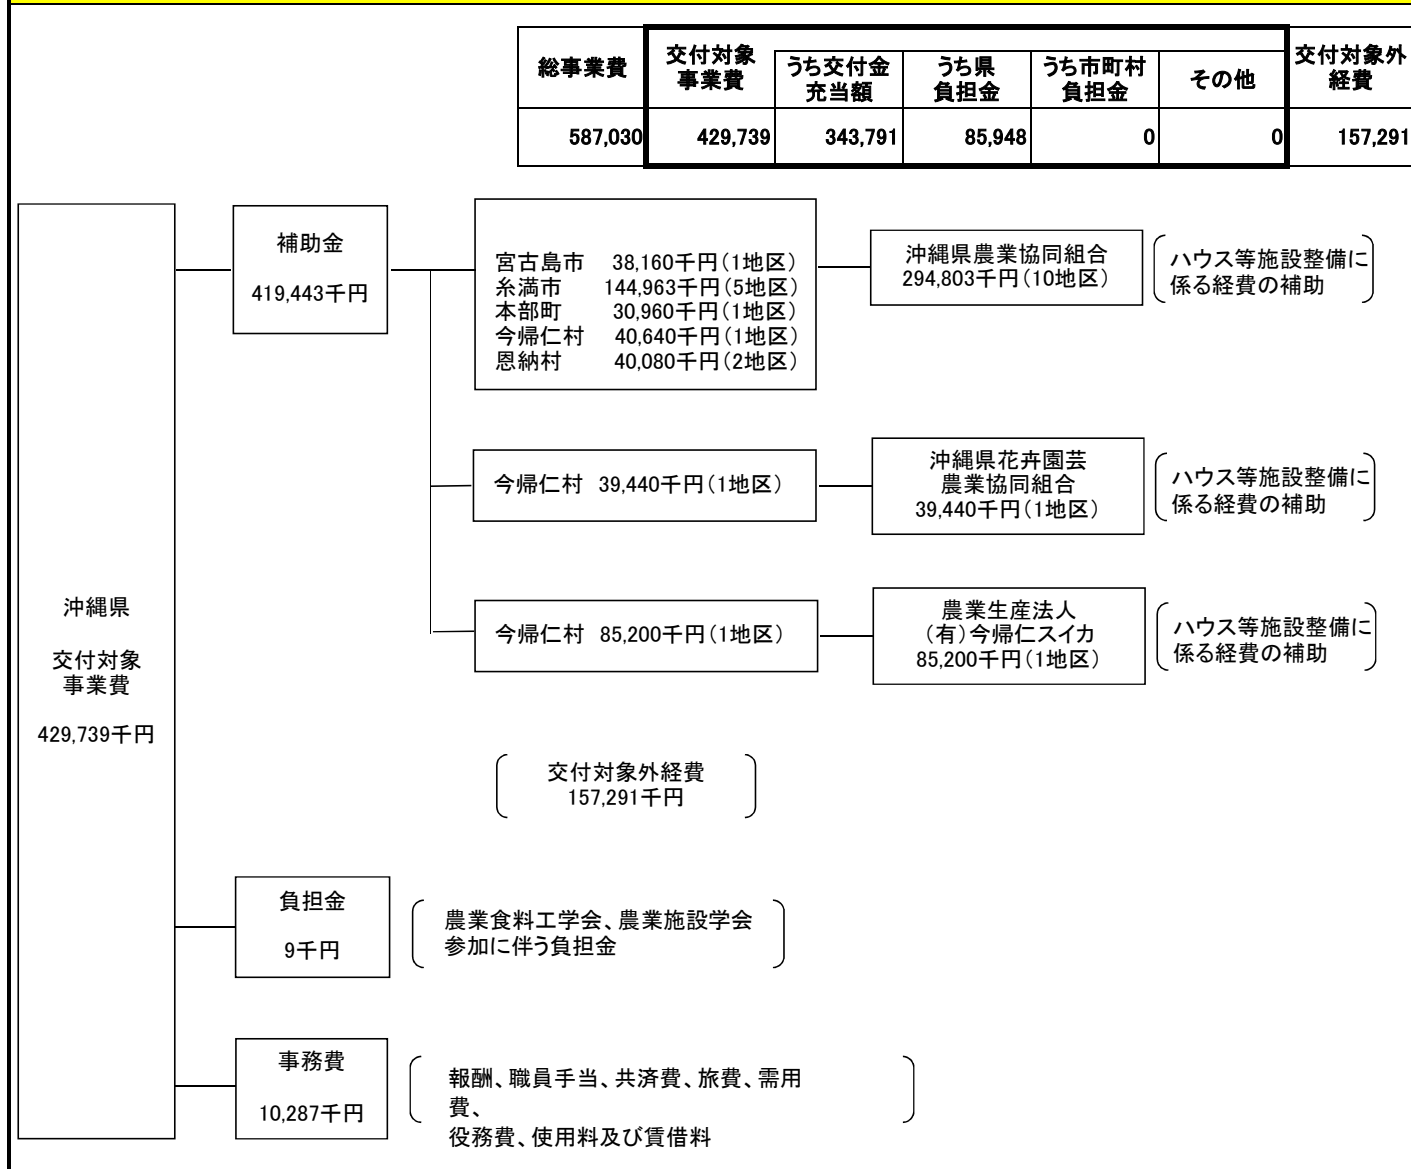 総事業費
交付対象
事業費
うち交付金
充当額
うち県
負担金
うち市町村
負担金
その他
交付対象外
経費
587,030 429,739 343,791 85,948 0 0 157,291
沖縄県
交付対象
事業費
429,739千円
補助金
419,443千円
宮古島市 38,160千円(1地区)
糸満市 144,963千円(5地区)
本部町 30,960千円(1地区)
今帰仁村 40,640千円(1地区)
恩納村 40,080千円(2地区)
沖縄県農業協同組合
294,803千円(10地区)
ハウス等施設整備に
係る経費の補助
今帰仁村 39,440千円(1地区)
沖縄県花卉園芸
農業協同組合
39,440千円(1地区)
ハウス等施設整備に
係る経費の補助
今帰仁村 85,200千円(1地区)
農業生産法人
(有)今帰仁スイカ
85,200千円(1地区)
ハウス等施設整備に
係る経費の補助
交付対象外経費
157,291千円
負担金
9千円
農業食料工学会、農業施設学会
参加に伴う負担金
事務費
10,287千円
報酬、職員手当、共済費、旅費、需用
費、
役務費、使用料及び賃借料